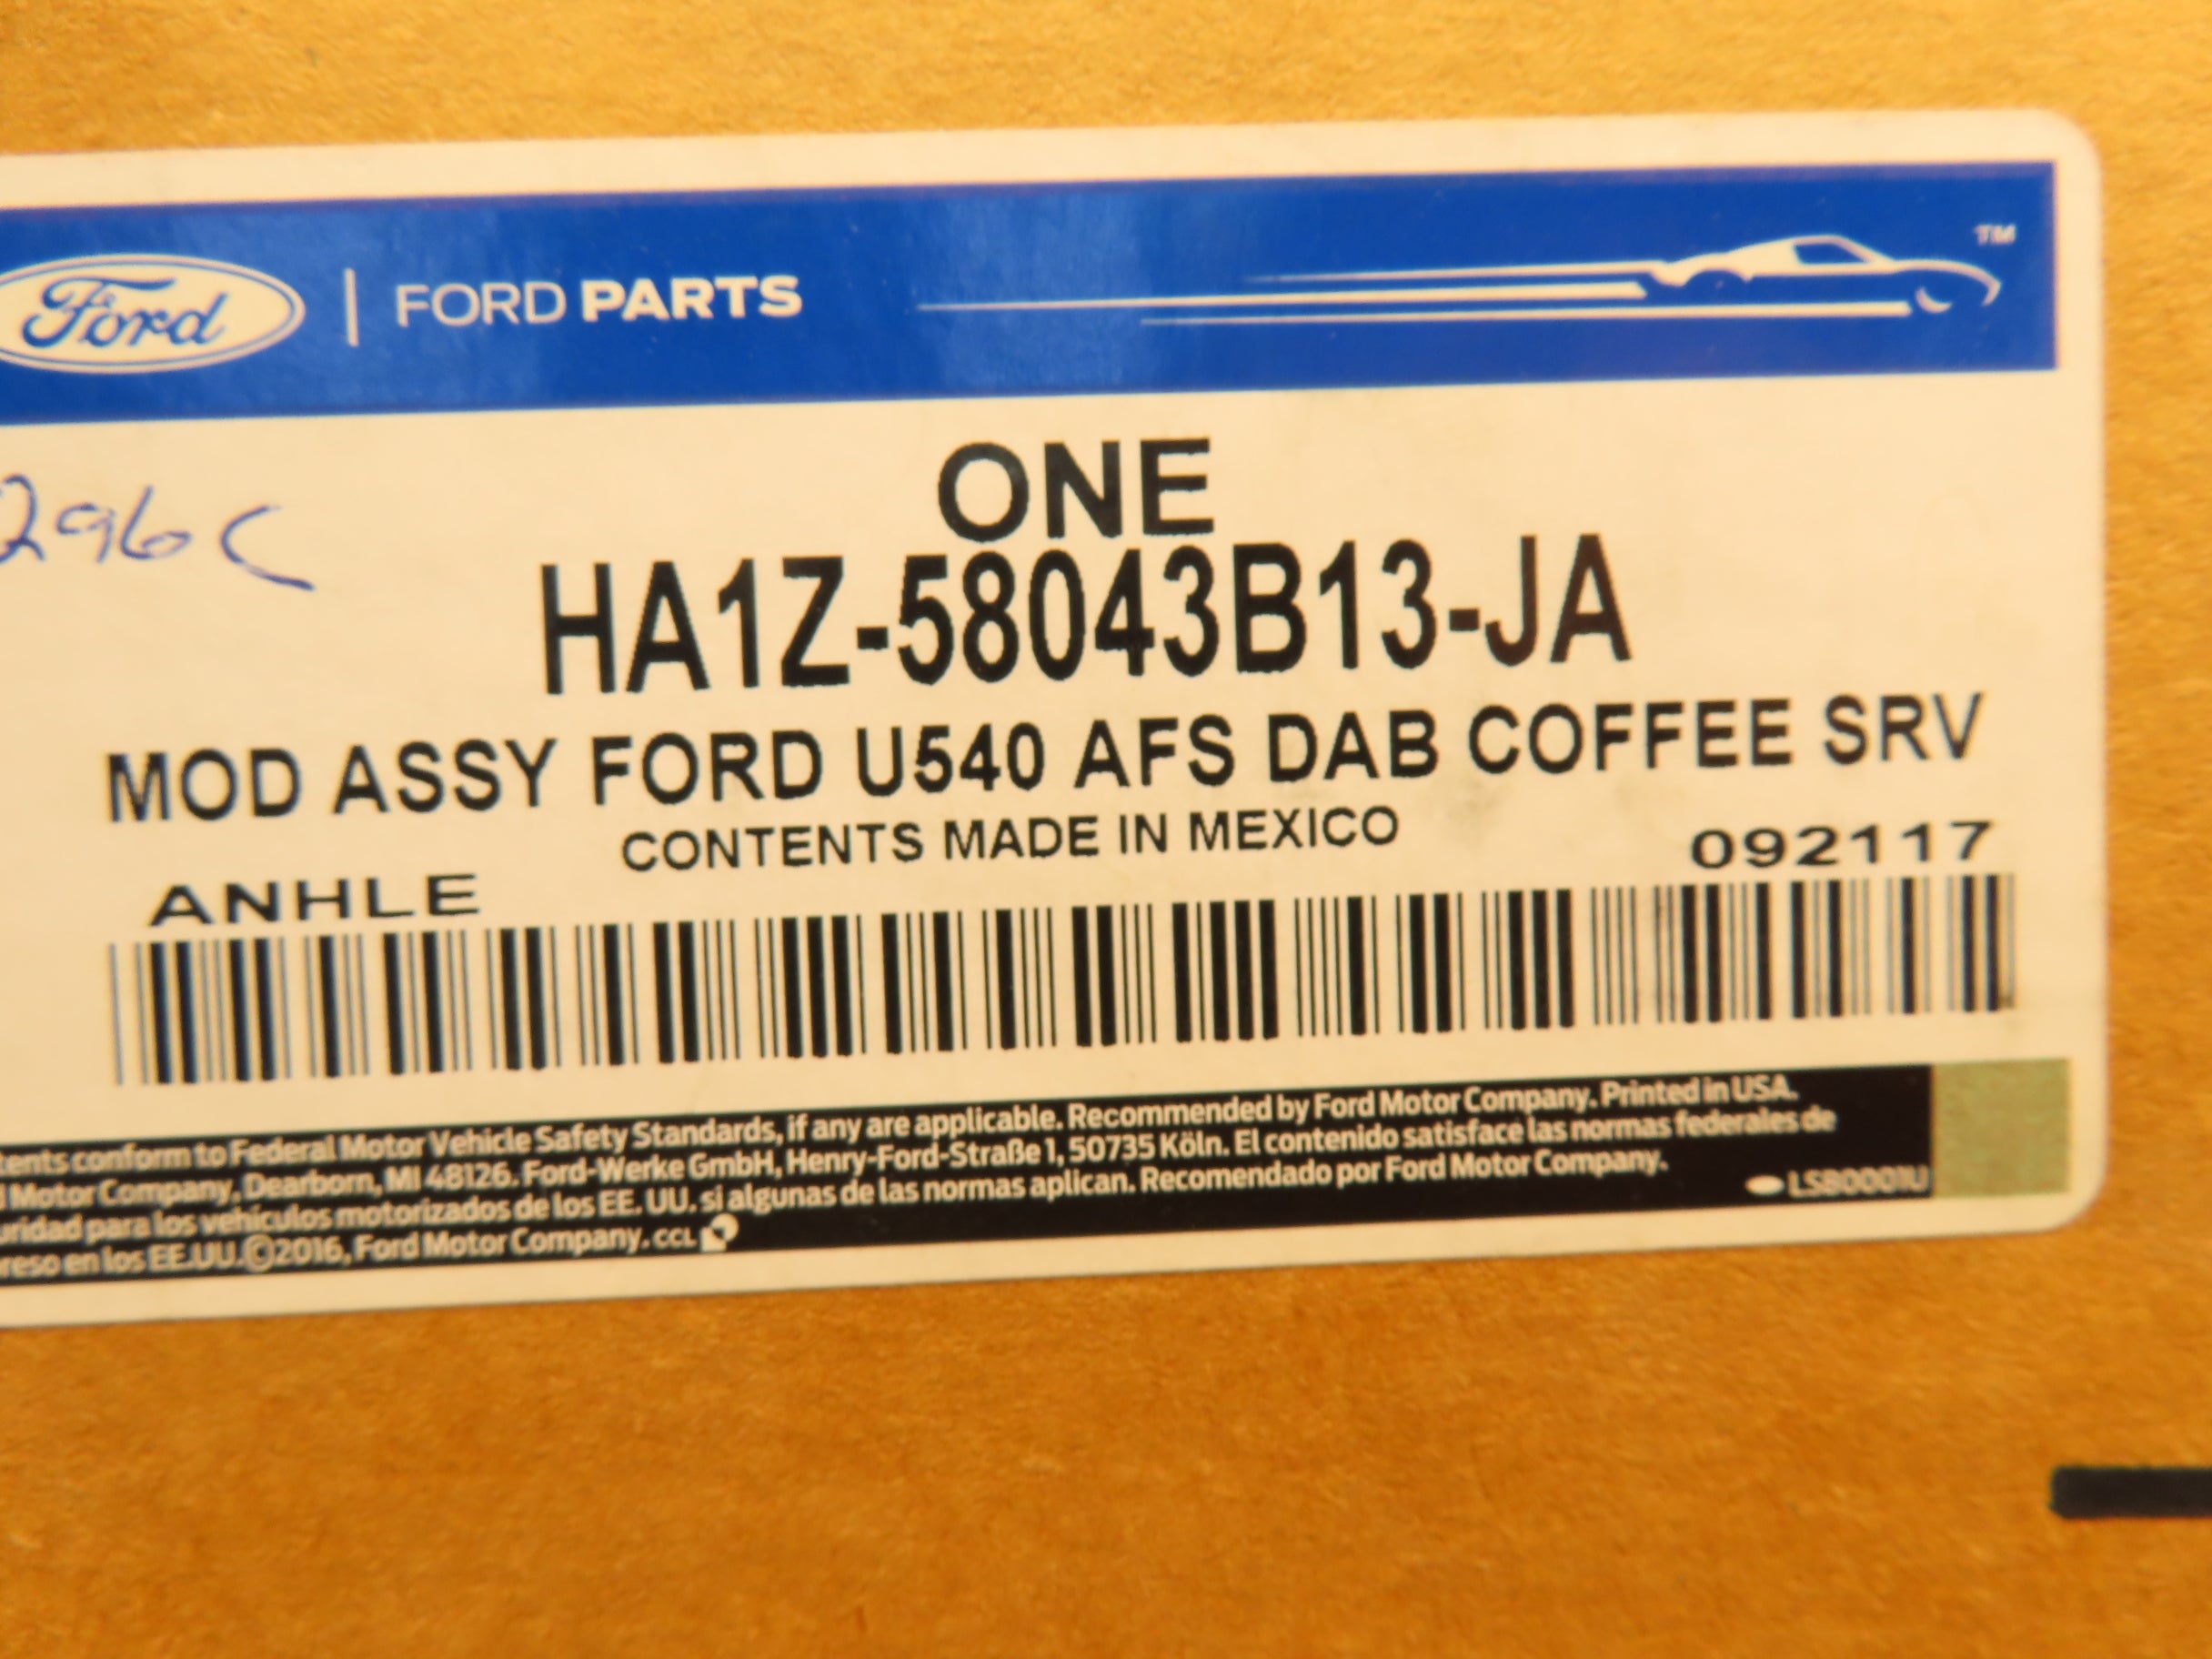 Ford | FORD PARTS
TM
296C
ONE
HA1Z-58043B13-JA
MOD ASSY FORD U540 AFS DAB COFFEE SRV
CONTENTS MADE IN MEXICO
ANHLE 092117
conform to Federal Motor Vehicle Safety Standards, if any are applicable. Recommended by Ford Motor Company. Printed in USA.
Motor Company, Dearborn, MI 48126. Ford-Werke GmbH, Henry-Ford-Straße 1, 50735 Köln. El contenido satisface las normas federales de
para los vehículos motorizados de los EE. UU. si algunas de las normas aplican. Recomendado por Ford Motor Company.
en los EE.UU. ©2016, Ford Motor Company. CCL
LSB0001U